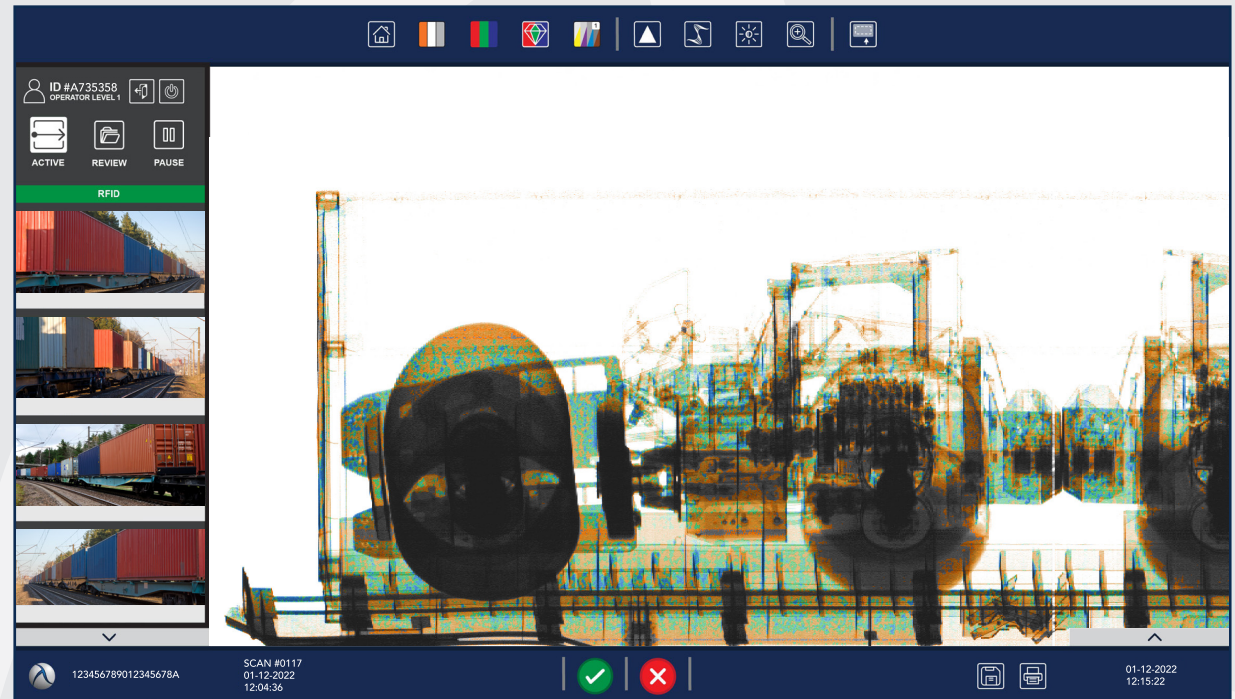 1
ID #A735358
OPERATOR LEVEL 1
ACTIVE REVIEW PAUSE
RFID
123456789012345678A
SCAN #0117
01-12-2022
12:04:36
01-12-2022
12:15:22